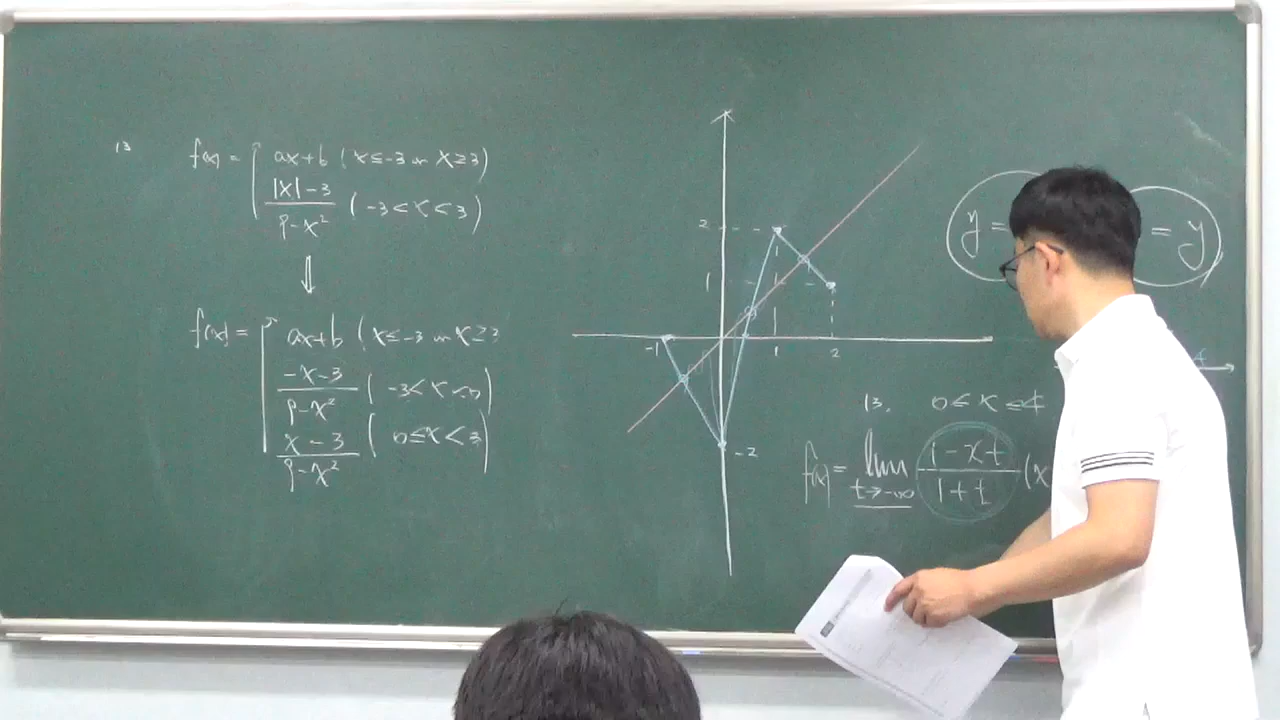 13
f(x) = ax+b (x≤-3 or x≥3)
|x|-3
9-x² (-3<x<3)
⇓
f(x) = ax+b (x≤-3 or x≥3
-x-3
9-x² (-3<x<0)
x-3
9-x² (0≤x<3)
2
1
-1 1 2
-2
y =
= y
13. 0≤x≤4
f(x) = lim t→-∞ 1-xt
1+t (x